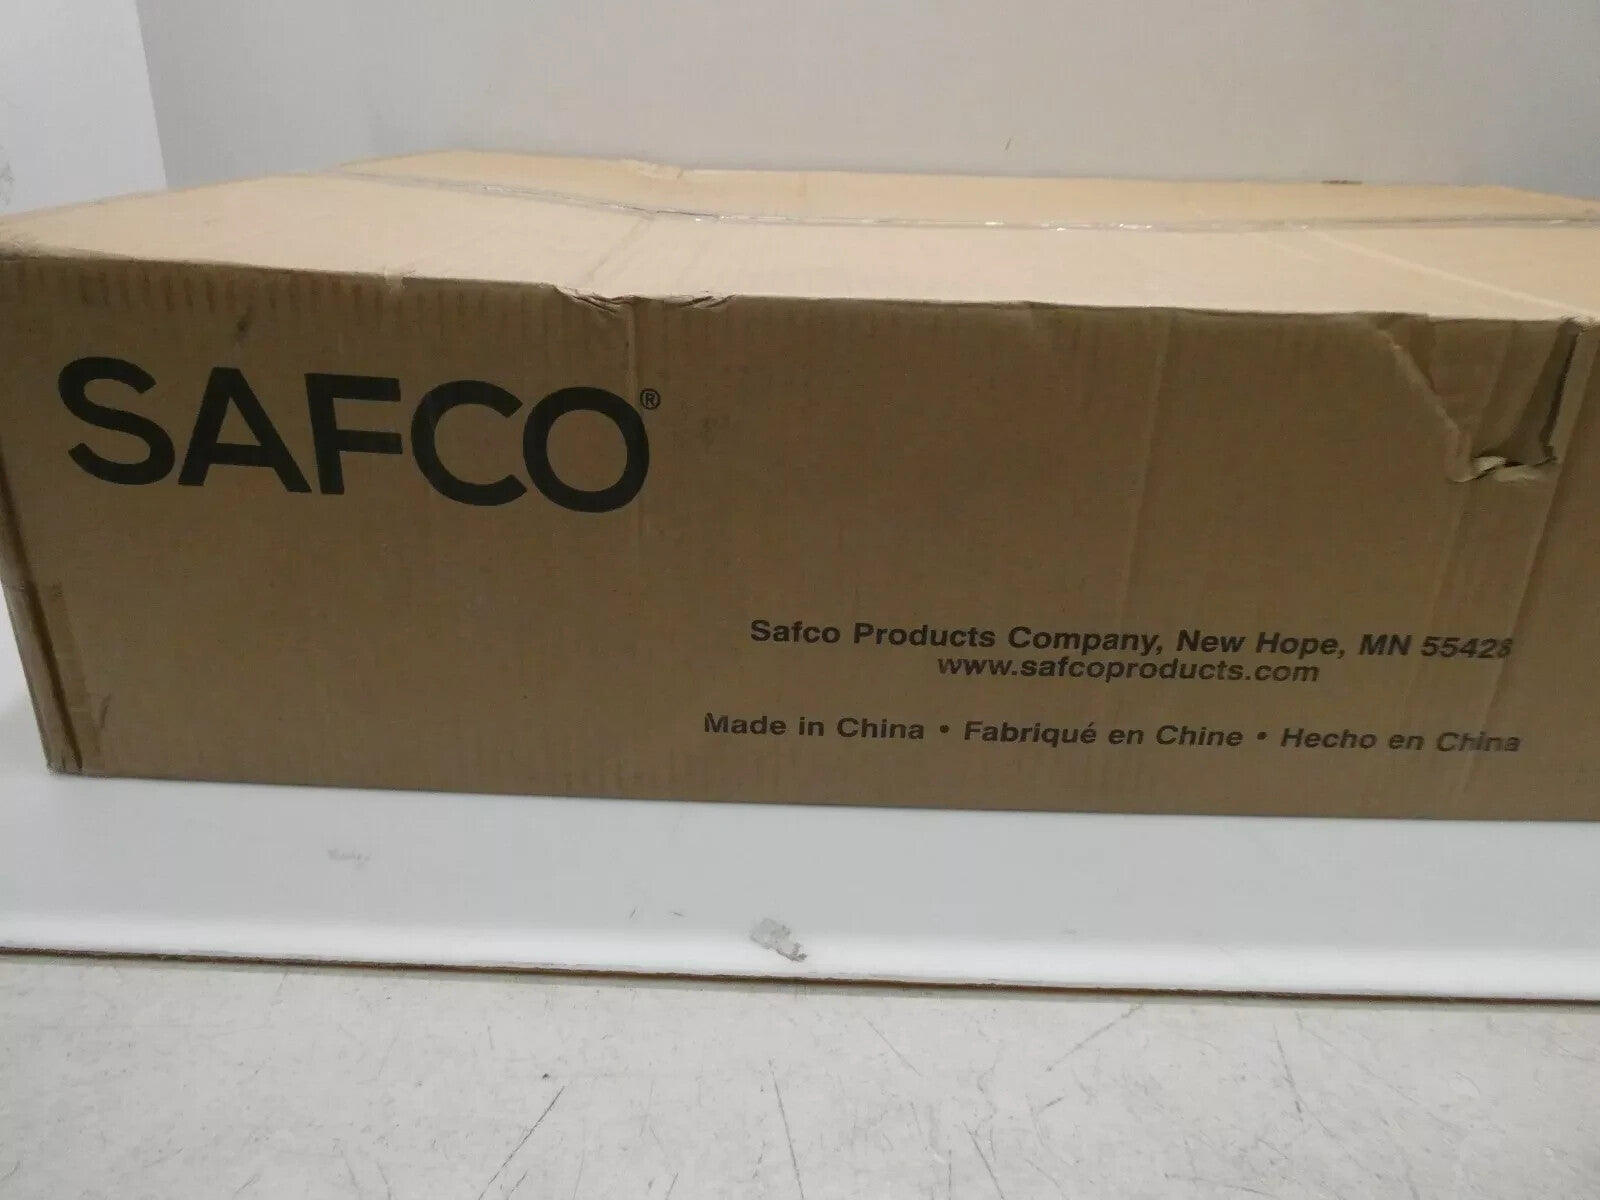 SAFCO®
Safco Products Company, New Hope, MN 55428
www.safcoproducts.com
Made in China • Fabriqué en Chine • Hecho en China